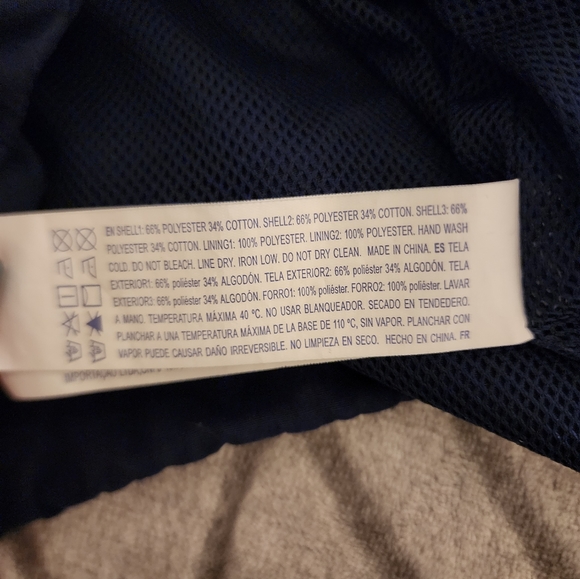 EN SHELL1: 66% POLYESTER 34% COTTON. SHELL2: 66% POLYESTER 34% COTTON. SHELL3: 66%
POLYESTER 34% COTTON. LINING1: 100% POLYESTER. LINING2: 100% POLYESTER. HAND WASH
COLD. DO NOT BLEACH. LINE DRY. IRON LOW. DO NOT DRY CLEAN. MADE IN CHINA. ES TELA
EXTERIOR1: 66% poliéster 34% ALGODÓN. TELA EXTERIOR2: 66% poliéster 34% ALGODÓN. TELA
EXTERIOR3: 66% poliéster 34% ALGODÓN. FORRO1: 100% poliéster. FORRO2: 100% poliéster. LAVAR
A MANO. TEMPERATURA MÁXIMA 40 °C. NO USAR BLANQUEADOR. SECADO EN TENDEDERO.
PLANCHAR A UNA TEMPERATURA MÁXIMA DE LA BASE DE 110 °C, SIN VAPOR. PLANCHAR CON
VAPOR PUEDE CAUSAR DAÑO IRREVERSIBLE. NO LIMPIEZA EN SECO. HECHO EN CHINA. FR